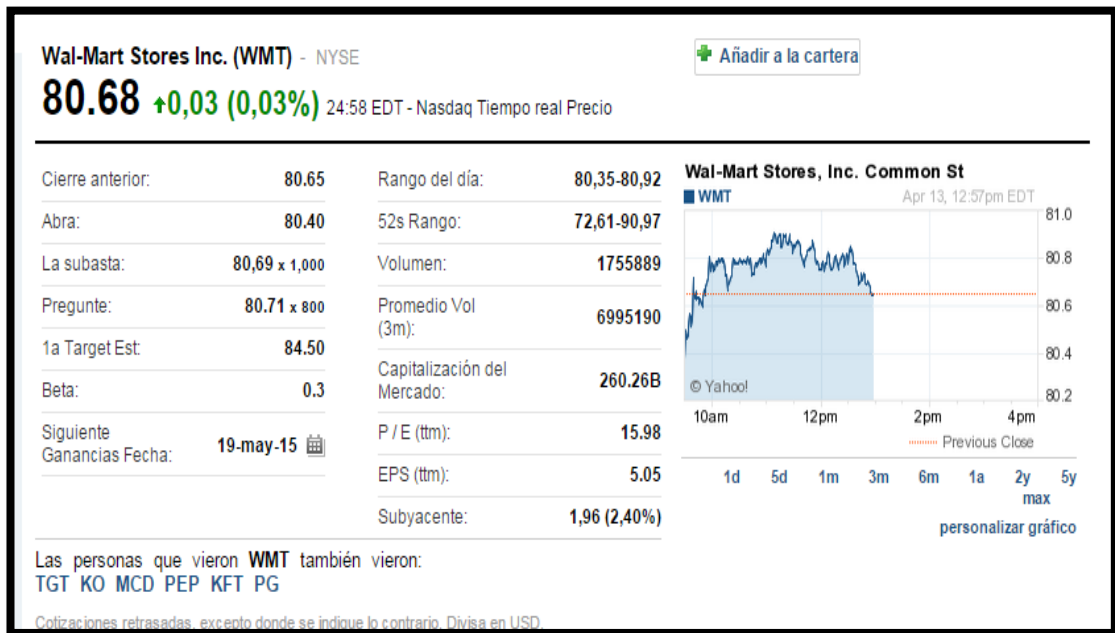 Wal-Mart Stores Inc. (WMT) - NYSE
Añadir a la cartera
80.68 0,03 (0,03%) 24:58 EDT - Nasdaq Tiempo real Precio
Cierre anterior: 80.65
Abra: 80.40
La subasta: 80,69 x 1,000
Pregunte: 80.71 x 800
1a Target Est: 84.50
Beta: 0.3
Siguiente
Ganancias Fecha: 19-may-15
Rango del día: 80,35-80,92
52s Rango: 72,61-90,97
Volumen: 1755889
Promedio Vol
(3m): 6995190
Capitalización del
Mercado: 260.26B
P / E (ttm): 15.98
EPS (ttm): 5.05
Subyacente: 1,96 (2,40%)
Wal-Mart Stores, Inc. Common St
WMT Apr 13, 12:57pm EDT
81.0
80.8
80.6
80.4
80.2
© Yahoo!
10am 12pm 2pm 4pm
Previous Close
1d 5d 1m 3m 6m 1a 2y 5y
max
personalizar gráfico
Las personas que vieron WMT también vieron:
TGT KO MCD PEP KFT PG
Cotizaciones retrasadas, excepto donde se indique lo contrario. Divisa en USD.